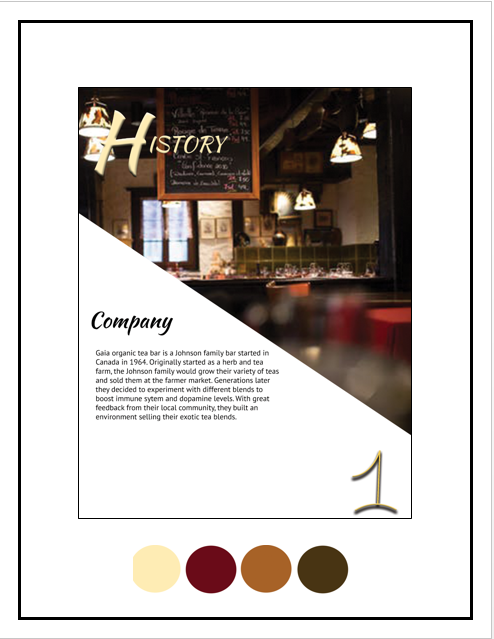 HISTORY
Company
Gaia organic tea bar is a Johnson family bar started in
Canada in 1964. Originally started as a herb and tea
farm, the Johnson family would grow their variety of teas
and sold them at the farmer market. Generations later
they decided to experiment with different blends to
boost immune sytem and dopamine levels. With great
feedback from their local community, they built an
environment selling their exotic tea blends.
1